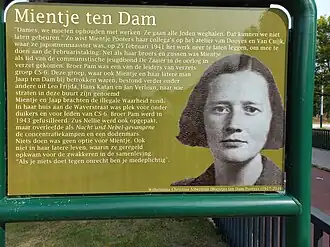 Mientje ten Dam
"Dames, we moeten ophouden met werken. Ze gaan alle Joden weghalen. Dat kunnen we niet
laten gebeuren." Zo wist Mientje Pooters haar collega's op het atelier van Douves en Van Cuijk,
waar ze japonnennaaister was, op 25 februari 1941 het werk neer te laten leggen, om mee te
doen aan de Februaristaking. Net als haar broers en zussen was Mientje
als lid van de communistische jeugdbond De Zaaier in de oorlog in
verzet gekomen. Broer Pam was een van de leiders van verzets
groep CS-6. Deze groep, waar ook Mientje en haar latere man
Jaap ten Dam bij betrokken waren, bestond verder onder
andere uit Leo Frijda, Hans Katan en Jan Verleun, naar wie
straten in deze buurt zijn genoemd.
Mientje en Jaap brachten de illegale Waarheid rond.
In haar huis aan de Waverstraat was plek voor onder
duikers en voor leden van CS-6. Broer Pam werd in
1943 gefusilleerd. Zus Nellie werd ook opgepakt,
maar overleefde als Nacht und Nebel-gevangene
de concentratiekampen en een dodenmars.
Niets doen was geen optie voor Mientje. Ook
niet in haar latere leven, waarin ze geregeld
opkwam voor de zwakkeren in de samenleving.
"Als je niets doet tegen onrecht ben je medeplichtig".